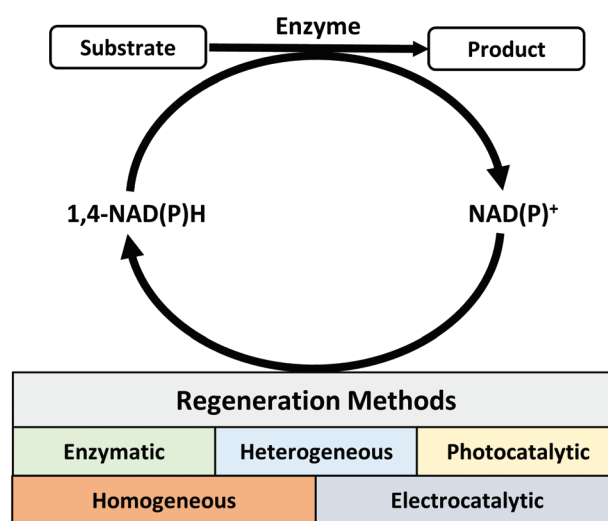 Enzyme
Substrate
Product
1,4-NAD(P)H
NAD(P)⁺
Regeneration Methods
Enzymatic
Heterogeneous
Photocatalytic
Homogeneous
Electrocatalytic